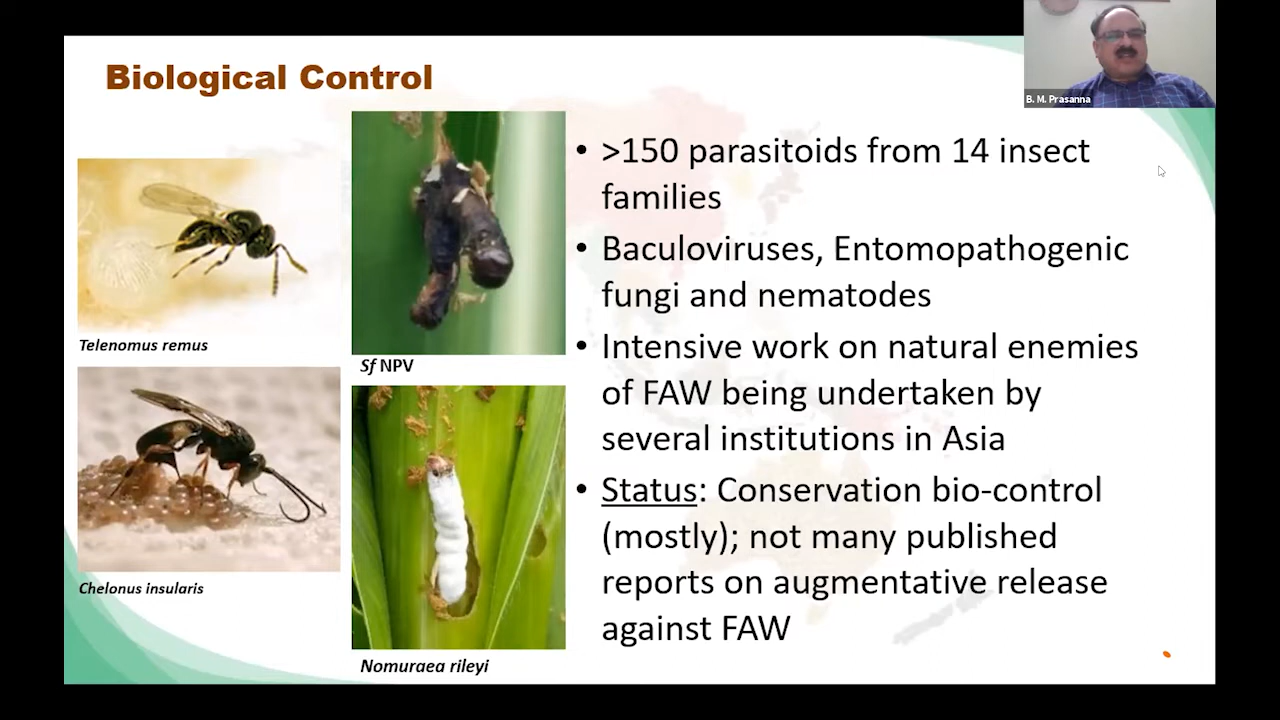 Biological Control
B. M. Prasanna
Telenomus remus
Sf NPV
Chelonus insularis
Nomuraea rileyi
• >150 parasitoids from 14 insect
families
• Baculoviruses, Entomopathogenic
fungi and nematodes
• Intensive work on natural enemies
of FAW being undertaken by
several institutions in Asia
• Status: Conservation bio-control
(mostly); not many published
reports on augmentative release
against FAW